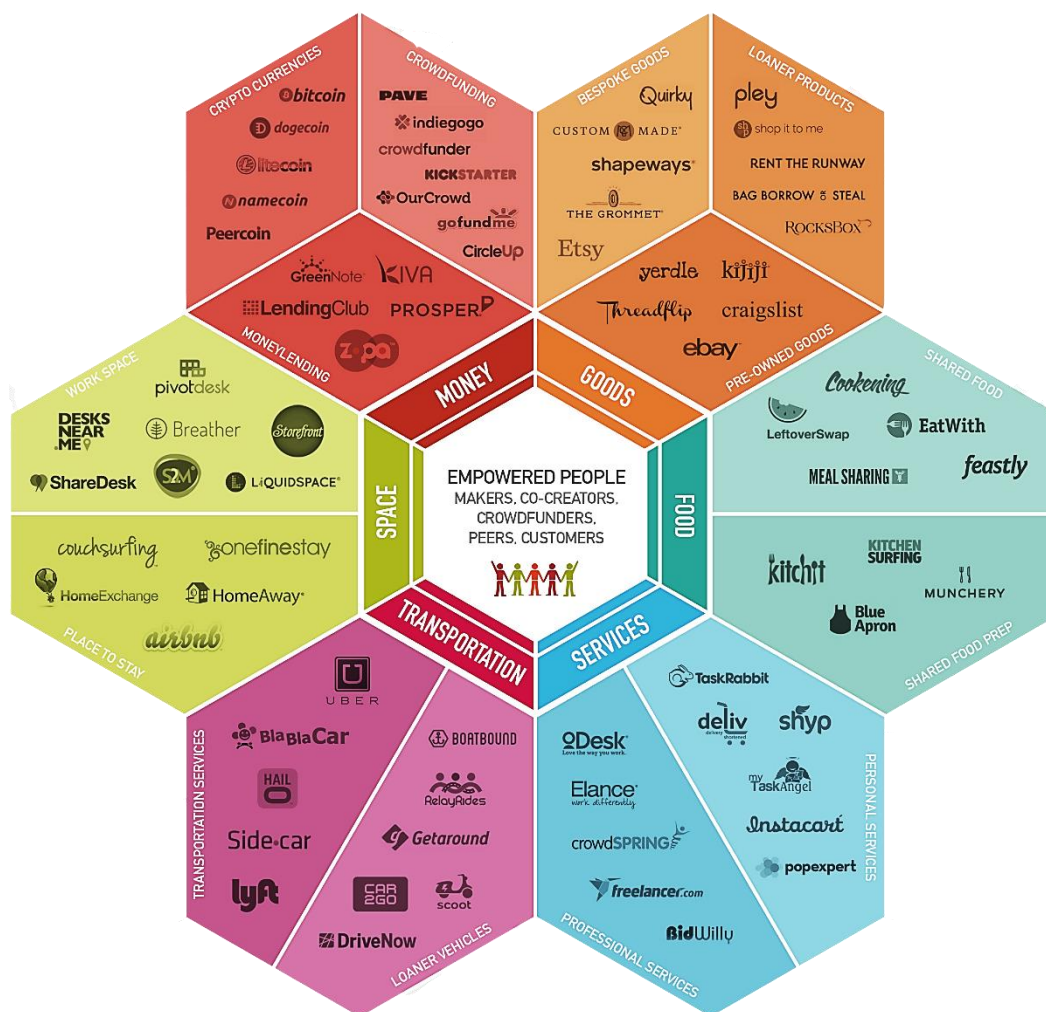 CRYPTO CURRENCIES
bitcoin
dogecoin
litecoin
namecoin
Peercoin
CROWDFUNDING
PAVE
indiegogo
crowdfunder
KICKSTARTER
OurCrowd
gofundme
CircleUp
GreenNote
KIVA
LendingClub
PROSPER
zopa
MONEYLENDING
MONEY
BESPOKE GOODS
Quirky
CUSTOM MADE
shapeways®
THE GROMMET®
Etsy
LOANER PRODUCTS
pley
shop it to me
RENT THE RUNWAY
BAG BORROW OR STEAL
ROCKSBOX
yerdle
kijiji
Threadflip
craigslist
ebay
PRE-OWNED GOODS
GOODS
WORK SPACE
pivotdesk
DESKS
NEAR
.ME
Breather
Storefront
ShareDesk
S2M
LiQUIDSPACE®
couchsurfing
onefinestay
HomeExchange
HomeAway®
airbnb
PLACE TO STAY
SPACE
EMPOWERED PEOPLE
MAKERS, CO-CREATORS,
CROWDFUNDERS,
PEERS, CUSTOMERS
SHARED FOOD
Cookening
LeftoverSwap
EatWith
MEAL SHARING
feastly
kitchit
KITCHEN
SURFING
MUNCHERY
Blue
Apron
SHARED FOOD PREP
FOOD
TRANSPORTATION
TRANSPORTATION SERVICES
UBER
BlaBlaCar
HAILO
Side.car
lyft
BOATBOUND
RelayRides
Getaround
CAR
2GO
scoot
DriveNow
LOANER VEHICLES
SERVICES
oDesk®
Love the way you work.
Elance®
work differently
crowdSPRING
freelancer.com
BidWilly
PROFESSIONAL SERVICES
TaskRabbit
deliv
delivery shortened
shyp
my
TaskAngel
Instacart
popexpert
PERSONAL SERVICES